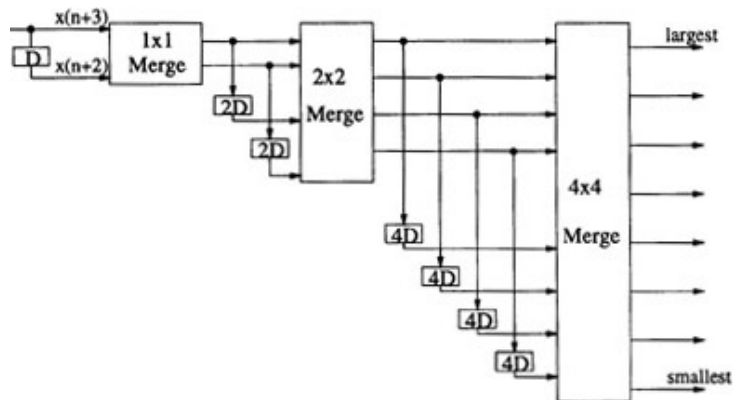 x(n+3)
D
x(n+2)
1x1
Merge
2D
2D
2x2
Merge
4D
4D
4D
4D
4x4
Merge
largest
smallest